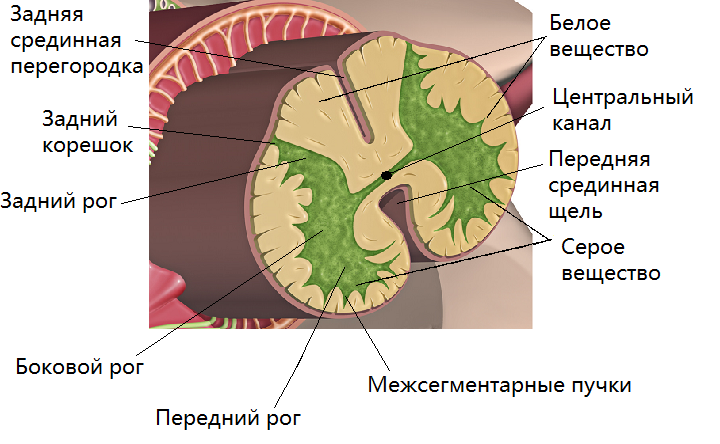 Задняя
срединная
перегородка
Задний
корешок
Задний рог
Боковой рог
Передний рог
Белое
вещество
Центральный
канал
Передняя
срединная
щель
Серое
вещество
Межсегментарные пучки